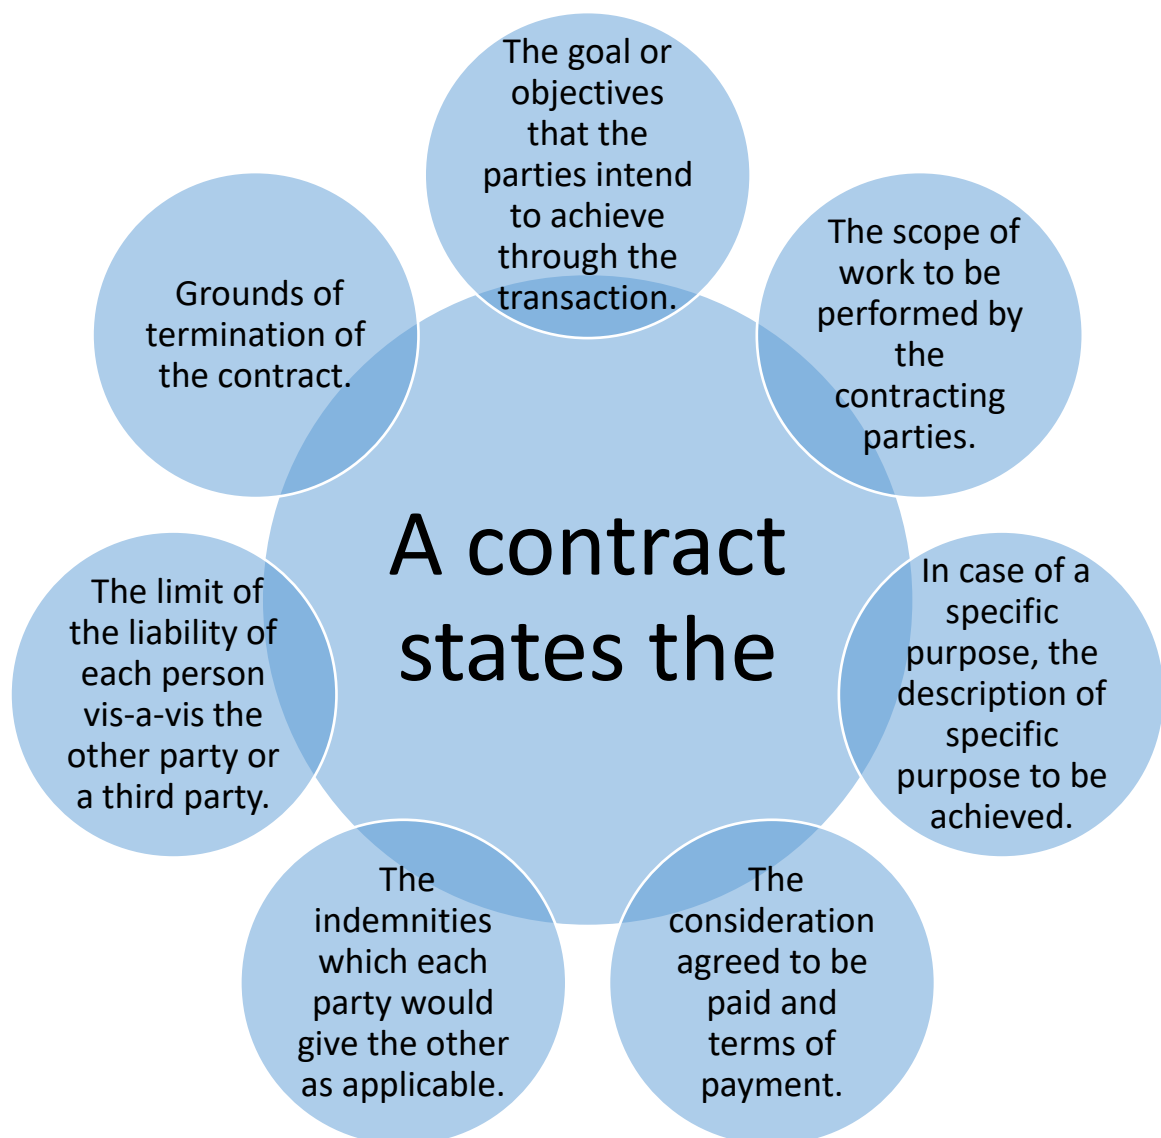 The goal or
objectives
that the
parties intend
to achieve
through the
transaction.
The scope of
work to be
performed by
the
contracting
parties.
In case of a
specific
purpose, the
description of
specific
purpose to be
achieved.
The
consideration
agreed to be
paid and
terms of
payment.
The
indemnities
which each
party would
give the other
as applicable.
The limit of
the liability of
each person
vis-a-vis the
other party or
a third party.
Grounds of
termination of
the contract.
A contract
states the